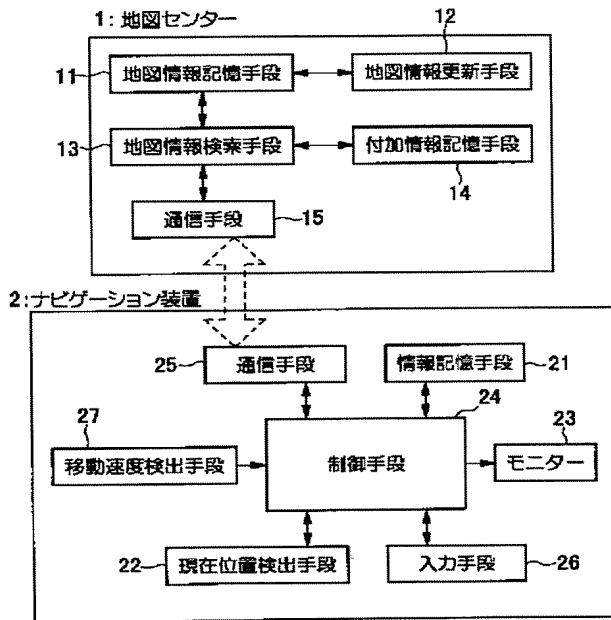 1: 地図センター
12
11
地図情報記憶手段
地図情報更新手段
13
地図情報検索手段
付加情報記憶手段
14
通信手段
15
2:ナビゲーション装置
25
通信手段
情報記憶手段
21
24
27
23
移動速度検出手段
制御手段
モニター
22
現在位置検出手段
入力手段
26